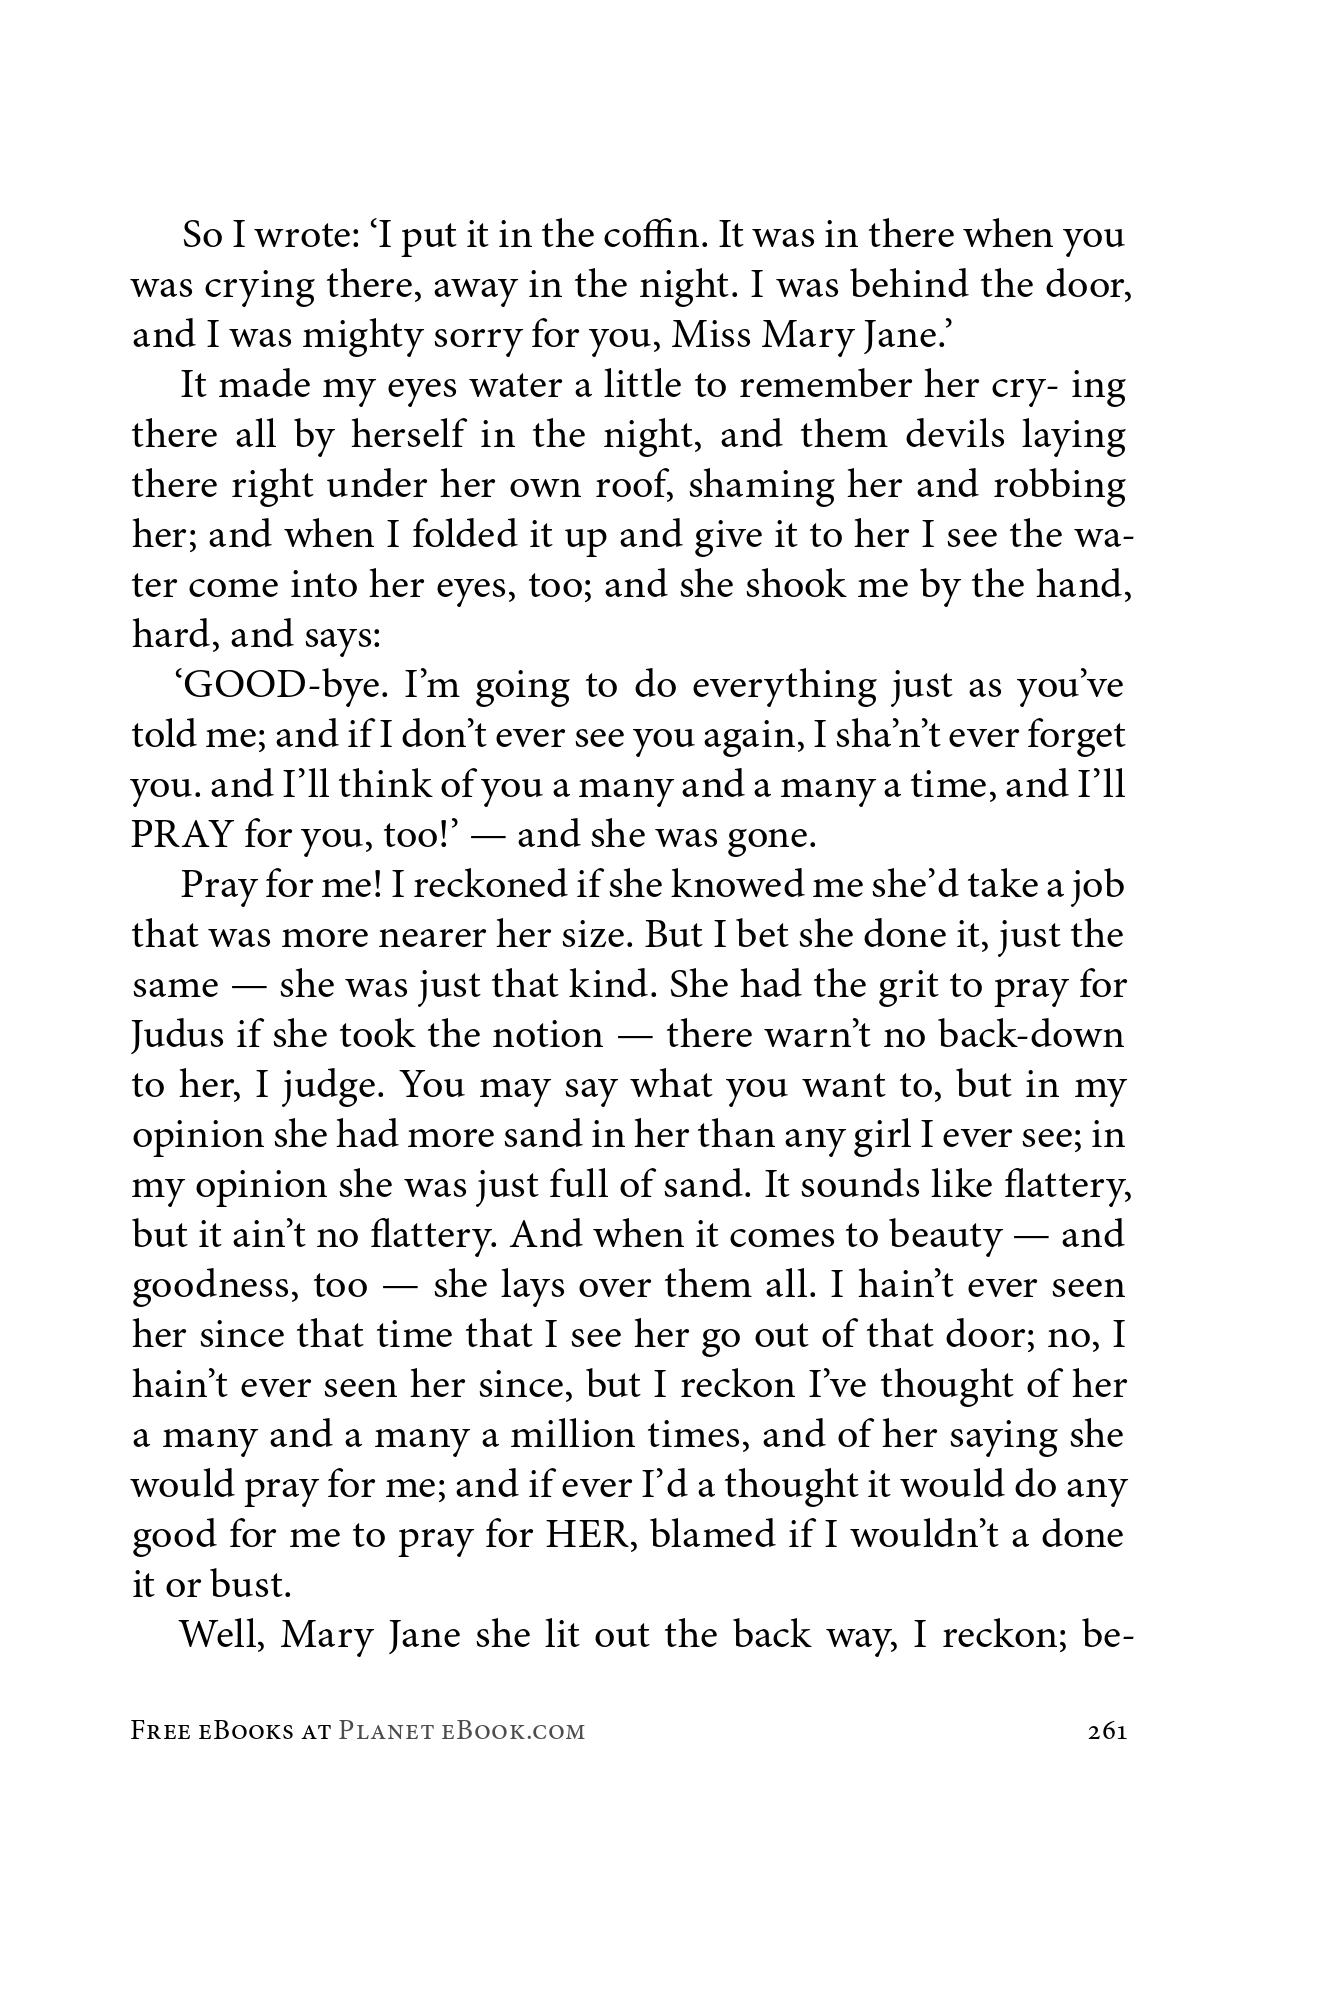 So I wrote: ‘I put it in the coffin. It was in there when you
was crying there, away in the night. I was behind the door,
and I was mighty sorry for you, Miss Mary Jane.’
It made my eyes water a little to remember her cry- ing
there all by herself in the night, and them devils laying
there right under her own roof, shaming her and robbing
her; and when I folded it up and give it to her I see the wa-
ter come into her eyes, too; and she shook me by the hand,
hard, and says:
‘GOOD-bye. I’m going to do everything just as you’ve
told me; and if I don’t ever see you again, I sha’n’t ever forget
you. and I’ll think of you a many and a many a time, and I’ll
PRAY for you, too!’ — and she was gone.
Pray for me! I reckoned if she knowed me she’d take a job
that was more nearer her size. But I bet she done it, just the
same — she was just that kind. She had the grit to pray for
Judus if she took the notion — there warn’t no back-down
to her, I judge. You may say what you want to, but in my
opinion she had more sand in her than any girl I ever see; in
my opinion she was just full of sand. It sounds like flattery,
but it ain’t no flattery. And when it comes to beauty — and
goodness, too — she lays over them all. I hain’t ever seen
her since that time that I see her go out of that door; no, I
hain’t ever seen her since, but I reckon I’ve thought of her
a many and a many a million times, and of her saying she
would pray for me; and if ever I’d a thought it would do any
good for me to pray for HER, blamed if I wouldn’t a done
it or bust.
Well, Mary Jane she lit out the back way, I reckon; be-
Free eBooks at Planet eBook.com 261